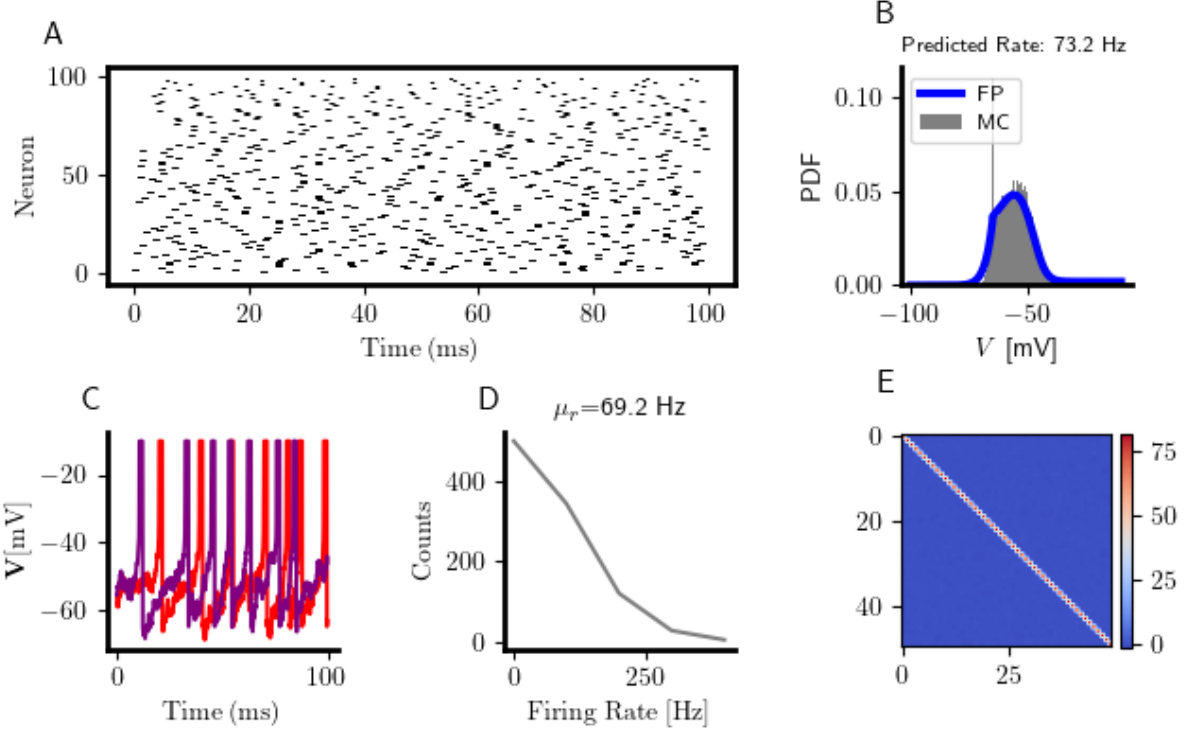 A
Neuron
100
50
0
0 20 40 60 80 100
Time (ms)
B
Predicted Rate: 73.2 Hz
PDF
0.10
0.05
0.00
FP
MC
−100 −50
V [mV]
C
V[mV]
−20
−40
−60
0 100
Time (ms)
D
μr=69.2 Hz
Counts
400
200
0
0 250
Firing Rate [Hz]
E
0
20
40
0 25
75
50
25
0